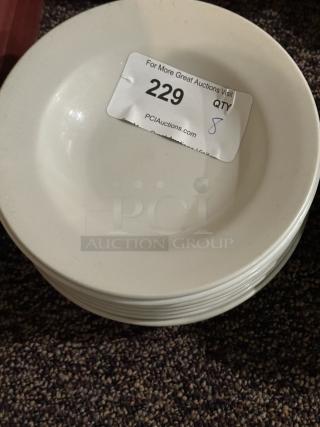 For More Great Auctions Visit
229
QTY
8
PCIAuctions.com
PCI
AUCTION GROUP